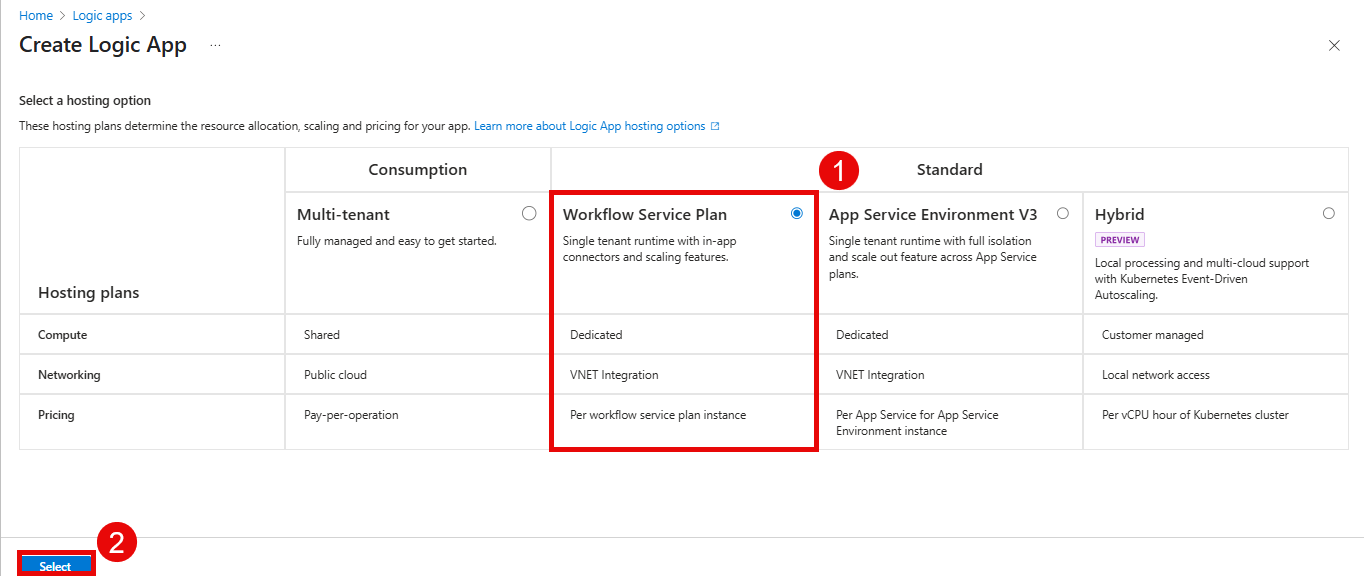 Home > Logic apps >
Create Logic App ...
Select a hosting option
These hosting plans determine the resource allocation, scaling and pricing for your app. Learn more about Logic App hosting options
Consumption
1
Standard
Hosting plans
Multi-tenant
Fully managed and easy to get started.
Workflow Service Plan
Single tenant runtime with in-app
connectors and scaling features.
App Service Environment V3
Single tenant runtime with full isolation
and scale out feature across App Service
plans.
Hybrid
PREVIEW
Local processing and multi-cloud support
with Kubernetes Event-Driven
Autoscaling.
Compute
Shared
Dedicated
Dedicated
Customer managed
Networking
Public cloud
VNET Integration
VNET Integration
Local network access
Pricing
Pay-per-operation
Per workflow service plan instance
Per App Service for App Service
Environment instance
Per vCPU hour of Kubernetes cluster
2
Select